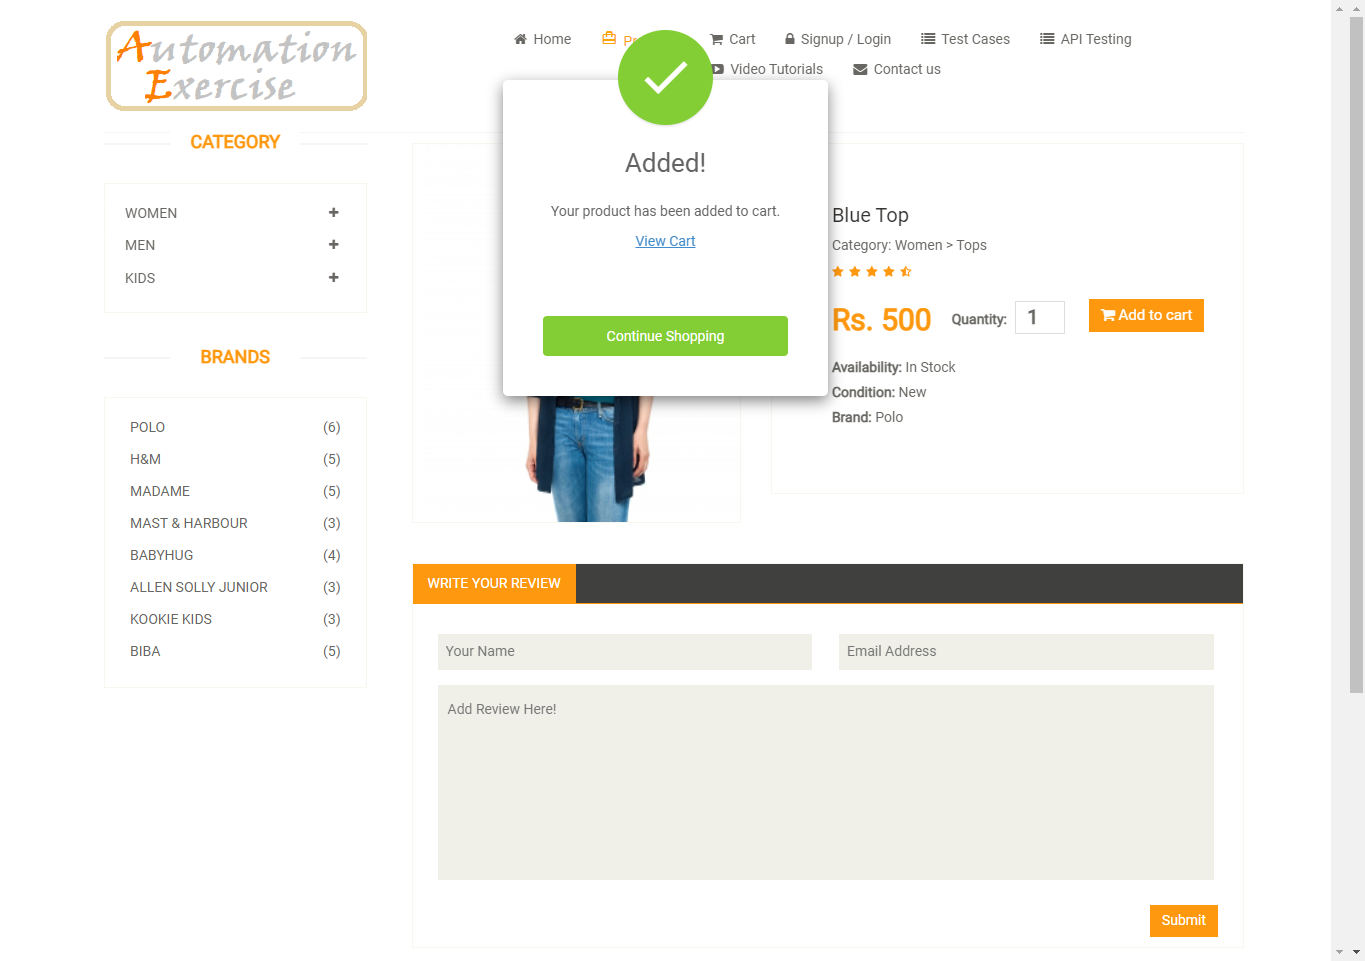 Automation
Exercise
Home
Pr
Cart
Signup / Login
Test Cases
API Testing
Video Tutorials
Contact us
CATEGORY
WOMEN
MEN
KIDS
BRANDS
POLO (6)
H&M (5)
MADAME (5)
MAST & HARBOUR (3)
BABYHUG (4)
ALLEN SOLLY JUNIOR (3)
KOOKIE KIDS (3)
BIBA (5)
Added!
Your product has been added to cart.
View Cart
Continue Shopping
Blue Top
Category: Women > Tops
Rs. 500 Quantity: 1 Add to cart
Availability: In Stock
Condition: New
Brand: Polo
WRITE YOUR REVIEW
Your Name
Email Address
Add Review Here!
Submit